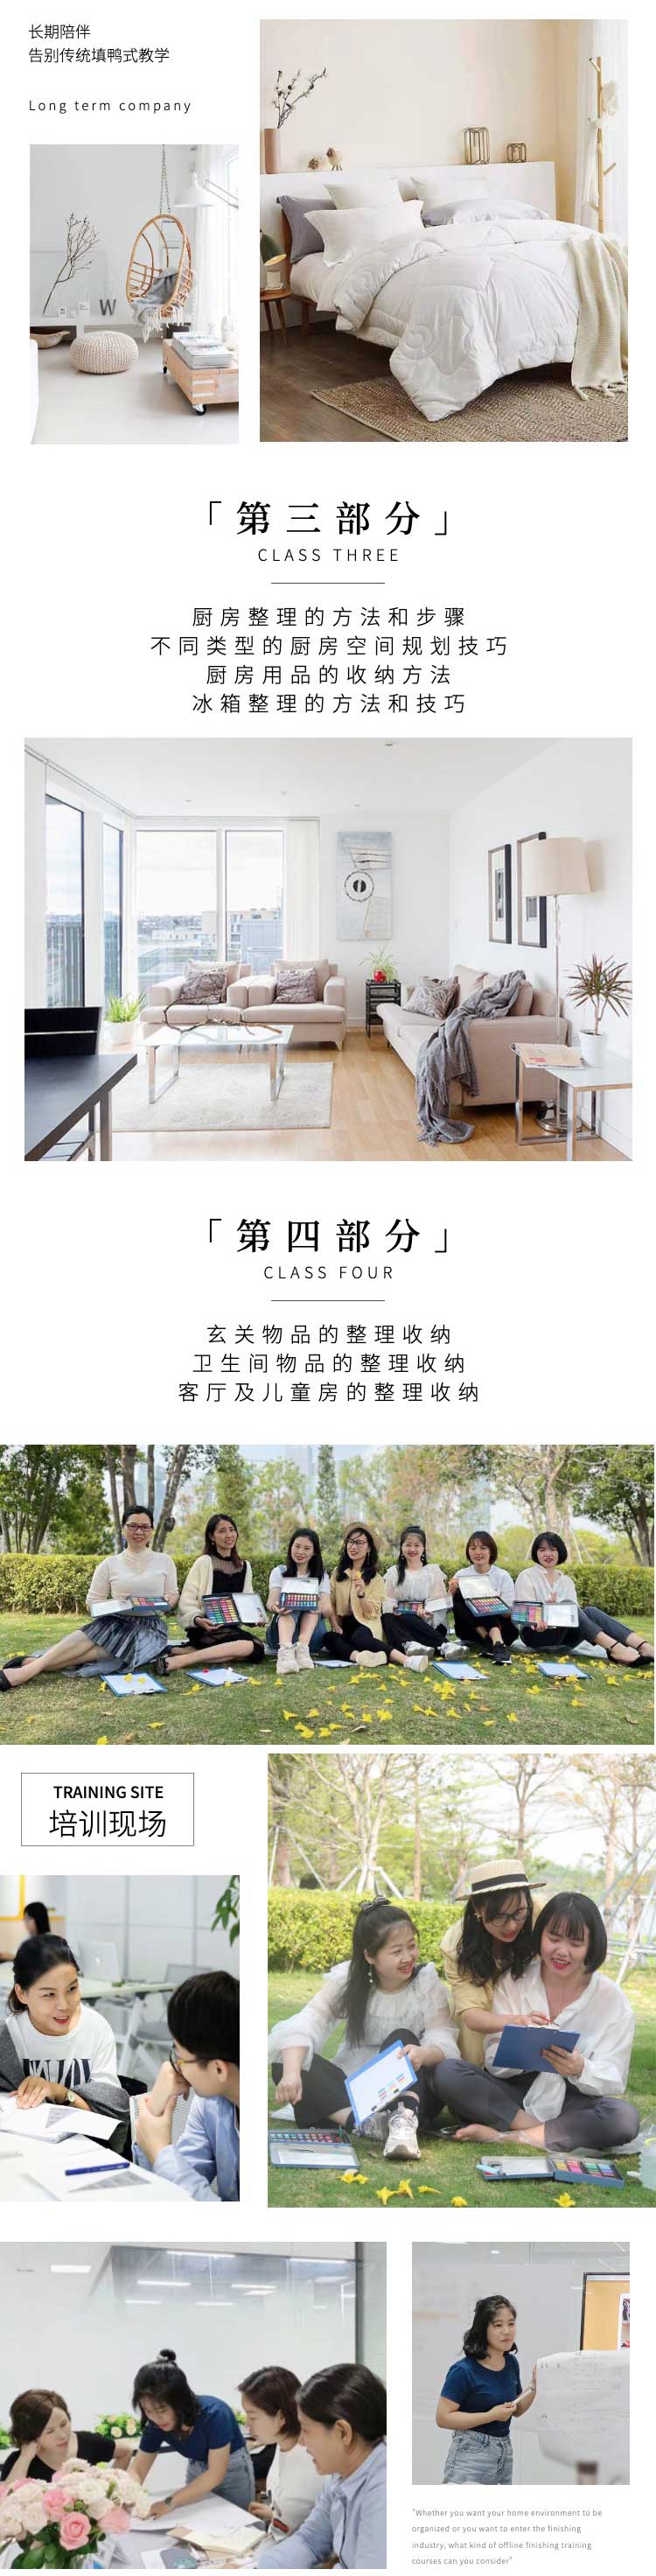 长期陪伴
告别传统填鸭式教学
Long term company
W
「第三部分」
CLASS THREE
厨房整理的方法和步骤
不同类型的厨房空间规划技巧
厨房用品的收纳方法
冰箱整理的方法和技巧
「第四部分」
CLASS FOUR
玄关物品的整理收纳
卫生间物品的整理收纳
客厅及儿童房的整理收纳
TRAINING SITE
培训现场
"Whether you want your home environment to be
organized or you want to enter the finishing
industry, what kind of offline finishing training
courses can you consider"